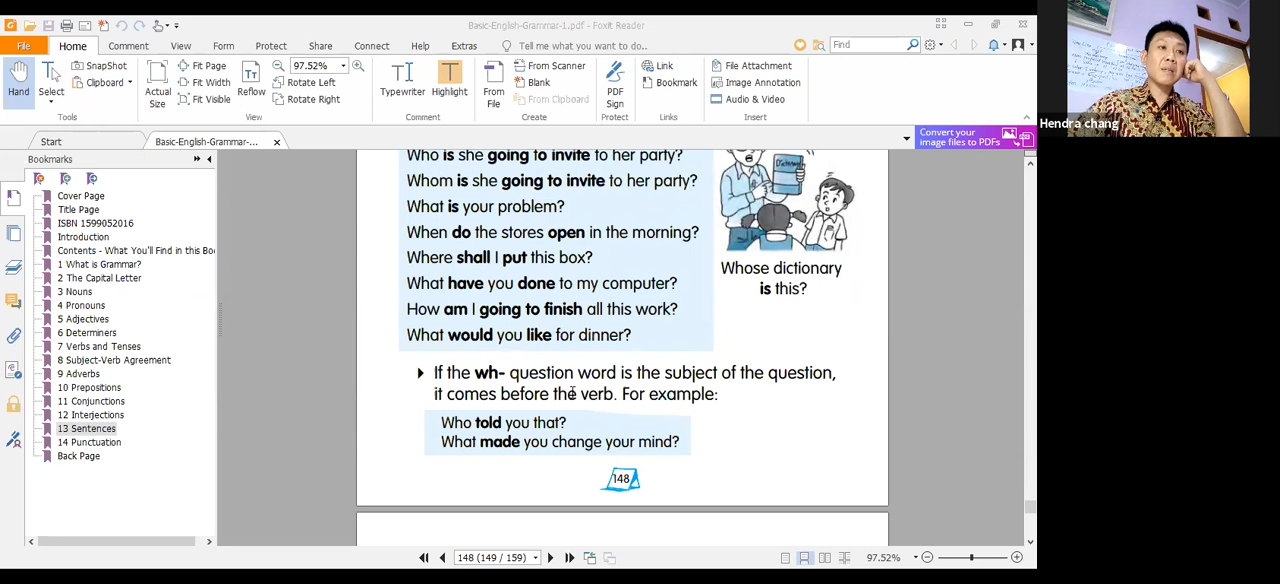 Basic-English-Grammar-1.pdf - Foxit Reader
File Home Comment View Form Protect Share Connect Help Extras Tell me what you want to do.. Find
Hand Select SnapShot Clipboard Actual Size Fit Page Fit Width Fit Visible Reflow 97.52% Rotate Left Rotate Right Typewriter Highlight From File From Scanner Blank From Clipboard PDF Sign Link Bookmark File Attachment Image Annotation Audio & Video
Tools View Comment Create Protect Links Insert
Hendra chang
Start Basic-English-Grammar-... Convert your image files to PDFs
Bookmarks
Cover Page
Title Page
ISBN 1599052016
Introduction
Contents - What You'll Find in this Boo
1 What is Grammar?
2 The Capital Letter
3 Nouns
4 Pronouns
5 Adjectives
6 Determiners
7 Verbs and Tenses
8 Subject-Verb Agreement
9 Adverbs
10 Prepositions
11 Conjunctions
12 Interjections
13 Sentences
14 Punctuation
Back Page
Who is she going to invite to her party?
Whom is she going to invite to her party?
What is your problem?
When do the stores open in the morning?
Where shall I put this box?
What have you done to my computer?
How am I going to finish all this work?
What would you like for dinner?
Dictionary
Whose dictionary
is this?
If the wh- question word is the subject of the question,
it comes before the verb. For example:
Who told you that?
What made you change your mind?
148
148 (149 / 159) 97.52%